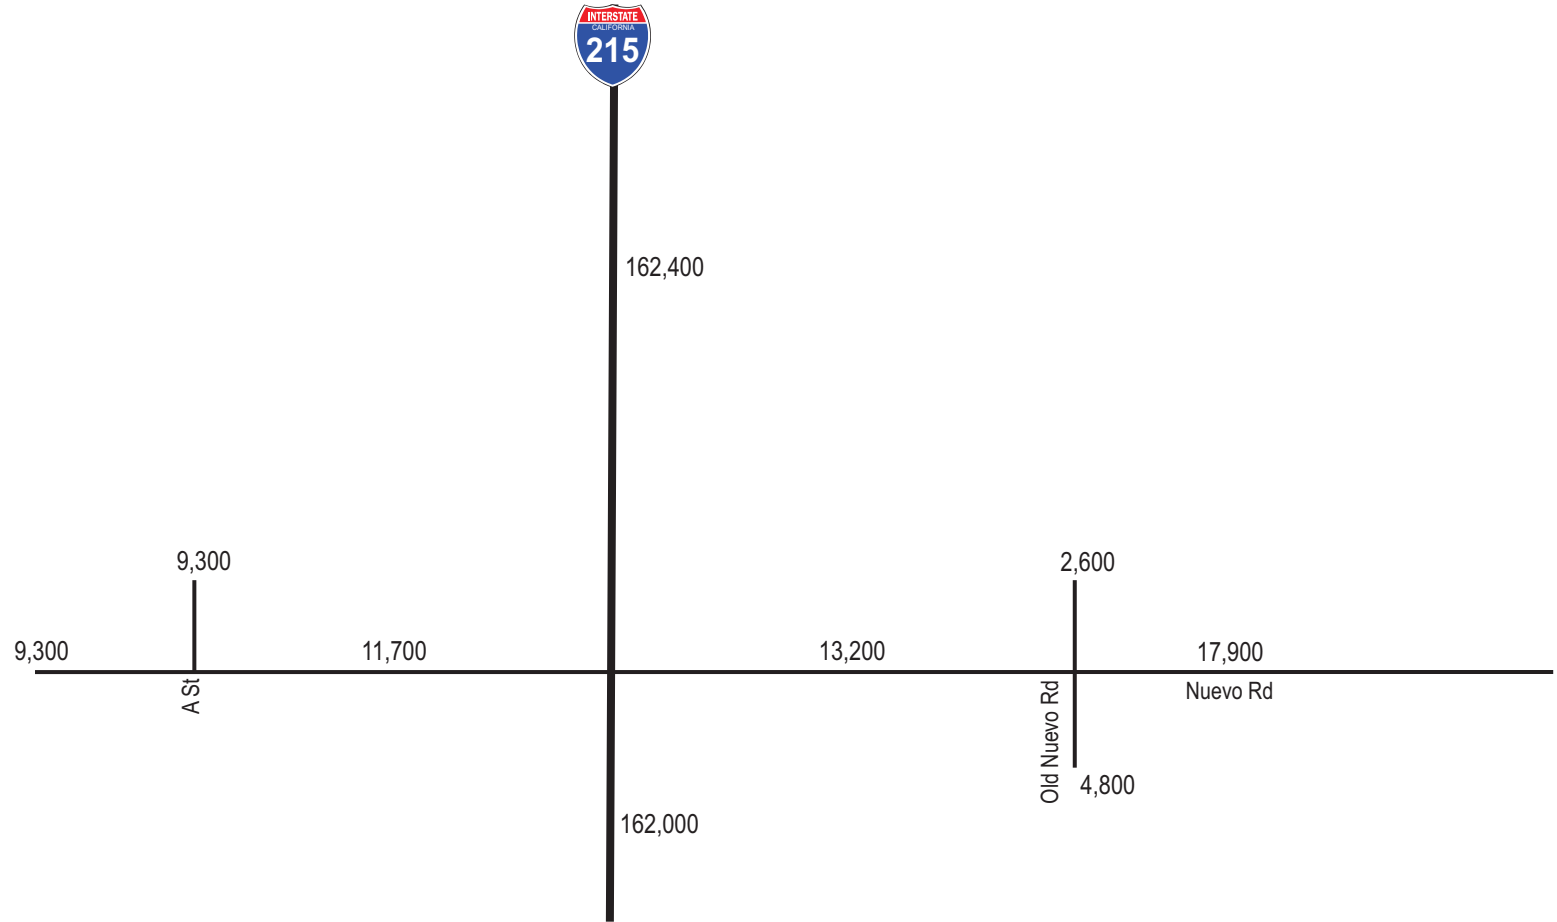 INTERSTATE
CALIFORNIA
215
162,400
9,300
2,600
9,300
11,700
13,200
17,900
A St
Old Nuevo Rd
Nuevo Rd
4,800
162,000